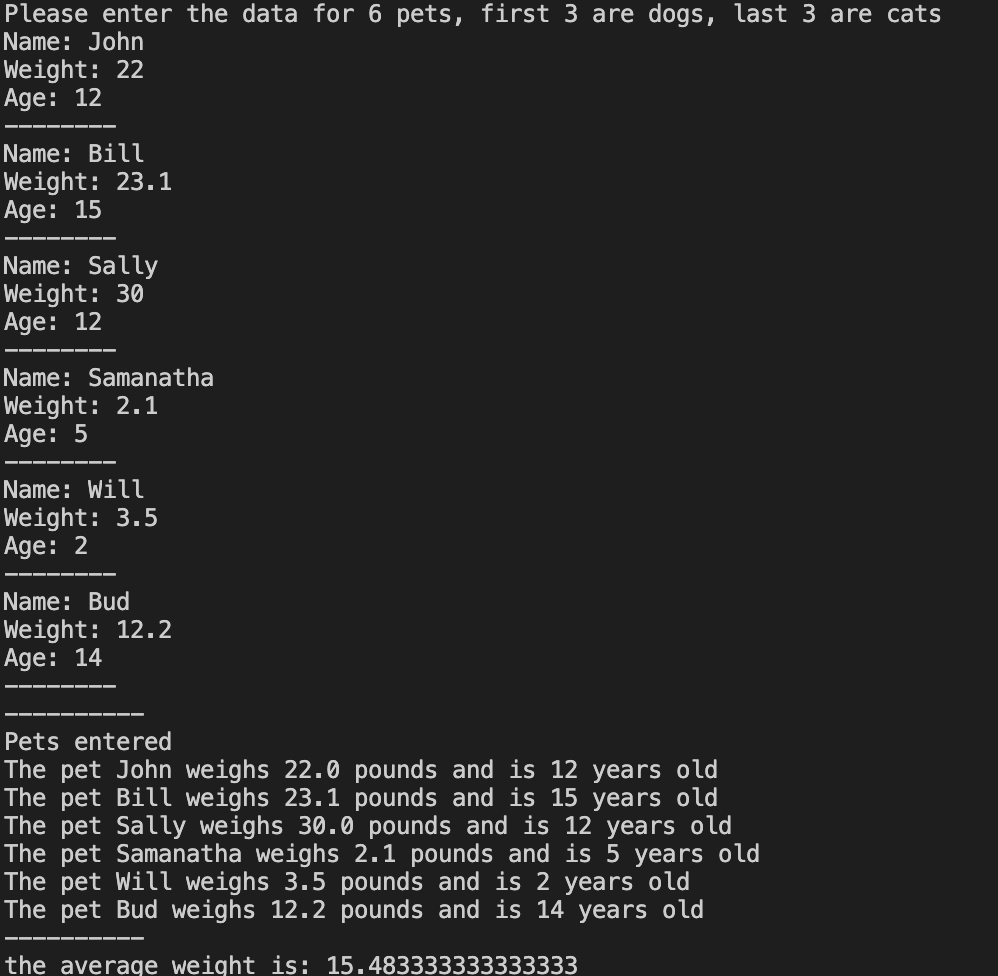 Please enter the data for 6 pets, first 3 are dogs, last 3 are cats
Name: John
Weight: 22
Age: 12
--------
Name: Bill
Weight: 23.1
Age: 15
--------
Name: Sally
Weight: 30
Age: 12
--------
Name: Samanatha
Weight: 2.1
Age: 5
--------
Name: Will
Weight: 3.5
Age: 2
--------
Name: Bud
Weight: 12.2
Age: 14
--------
----------
Pets entered
The pet John weighs 22.0 pounds and is 12 years old
The pet Bill weighs 23.1 pounds and is 15 years old
The pet Sally weighs 30.0 pounds and is 12 years old
The pet Samanatha weighs 2.1 pounds and is 5 years old
The pet Will weighs 3.5 pounds and is 2 years old
The pet Bud weighs 12.2 pounds and is 14 years old
----------
the average weight is: 15.483333333333333